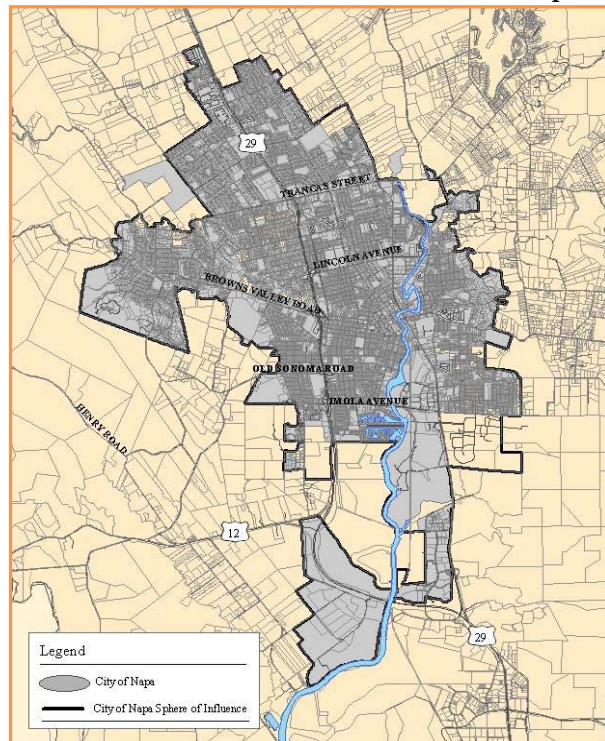 29
TRANCAS STREET
LINCOLN AVENUE
BROWNS VALLEY ROAD
OLD SONOMA ROAD
IMOLA AVENUE
HENRY ROAD
12
29
Legend
City of Napa
City of Napa Sphere of Influence